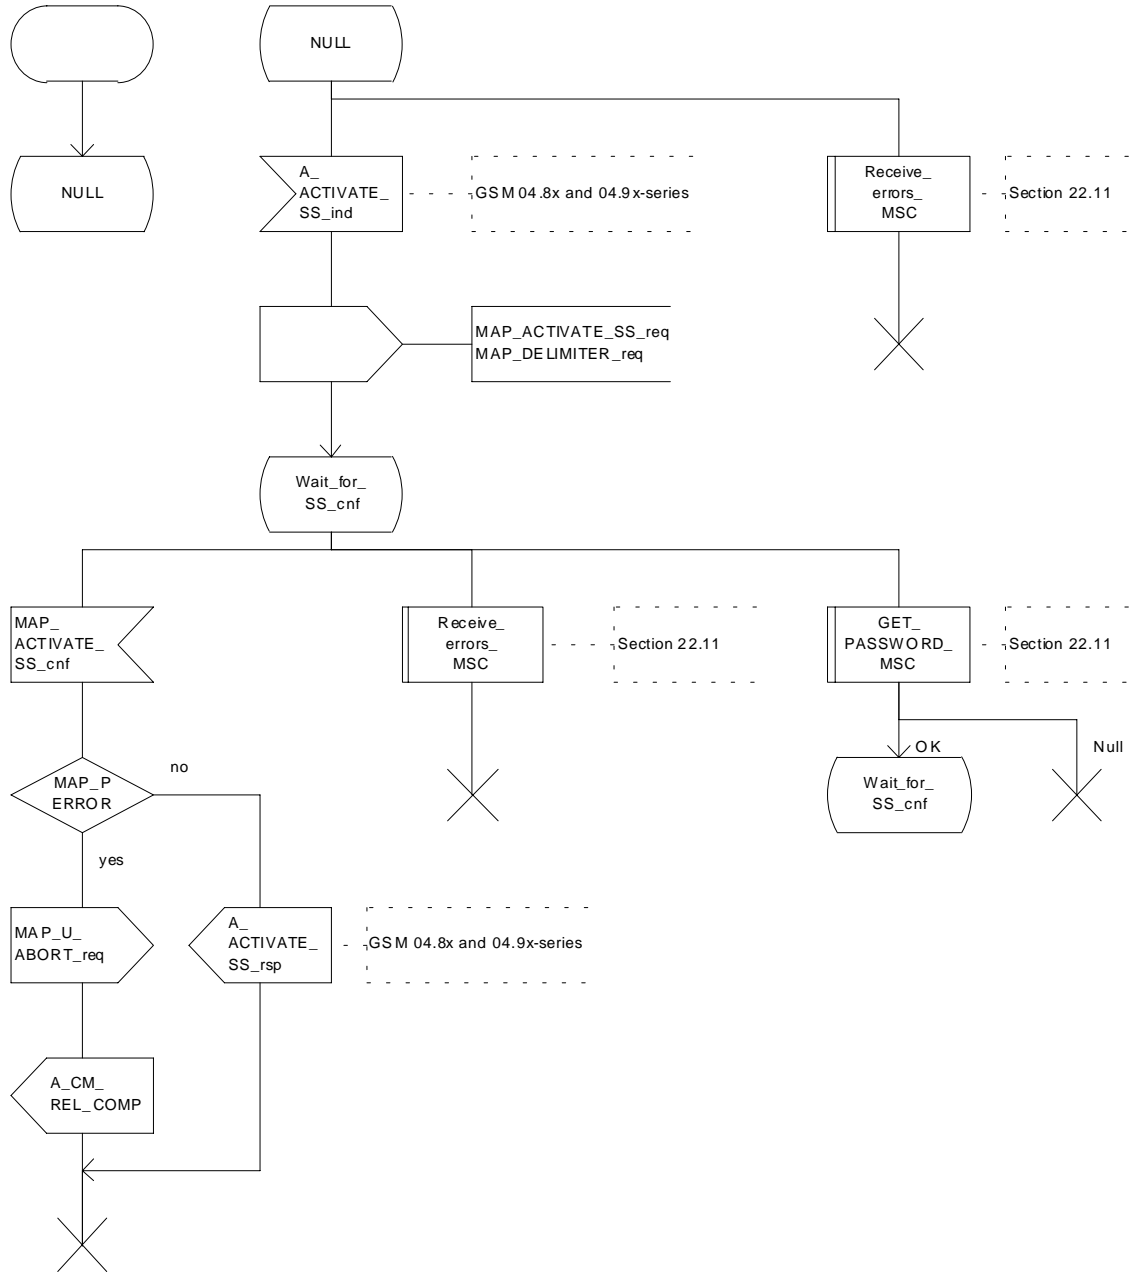 NULL
NULL
A_
ACTIVATE_
SS_ind
GSM 04.8x and 04.9x-series
Receive_
errors_
MSC
Section 22.11
MAP_ACTIVATE_SS_req
MAP_DELIMITER_req
Wait_for_
SS_cnf
MAP_
ACTIVATE_
SS_cnf
Receive_
errors_
MSC
Section 22.11
GET_
PASSWORD_
MSC
Section 22.11
OK
Null
Wait_for_
SS_cnf
MAP_P
ERROR
no
yes
MAP_U_
ABORT_req
A_
ACTIVATE_
SS_rsp
GSM 04.8x and 04.9x-series
A_CM_
REL_COMP